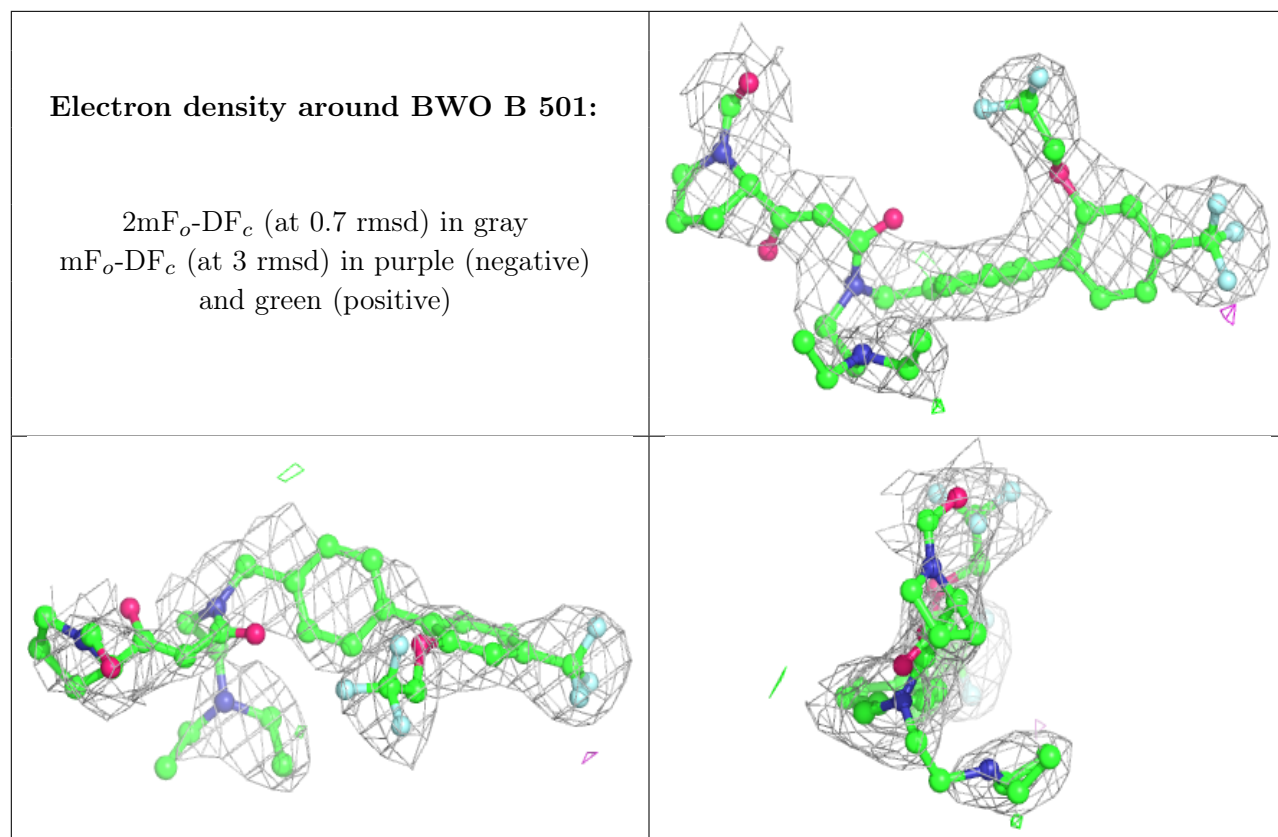 Electron density around BWO B 501:
2mFo-DFc (at 0.7 rmsd) in gray
mFo-DFc (at 3 rmsd) in purple (negative)
and green (positive)